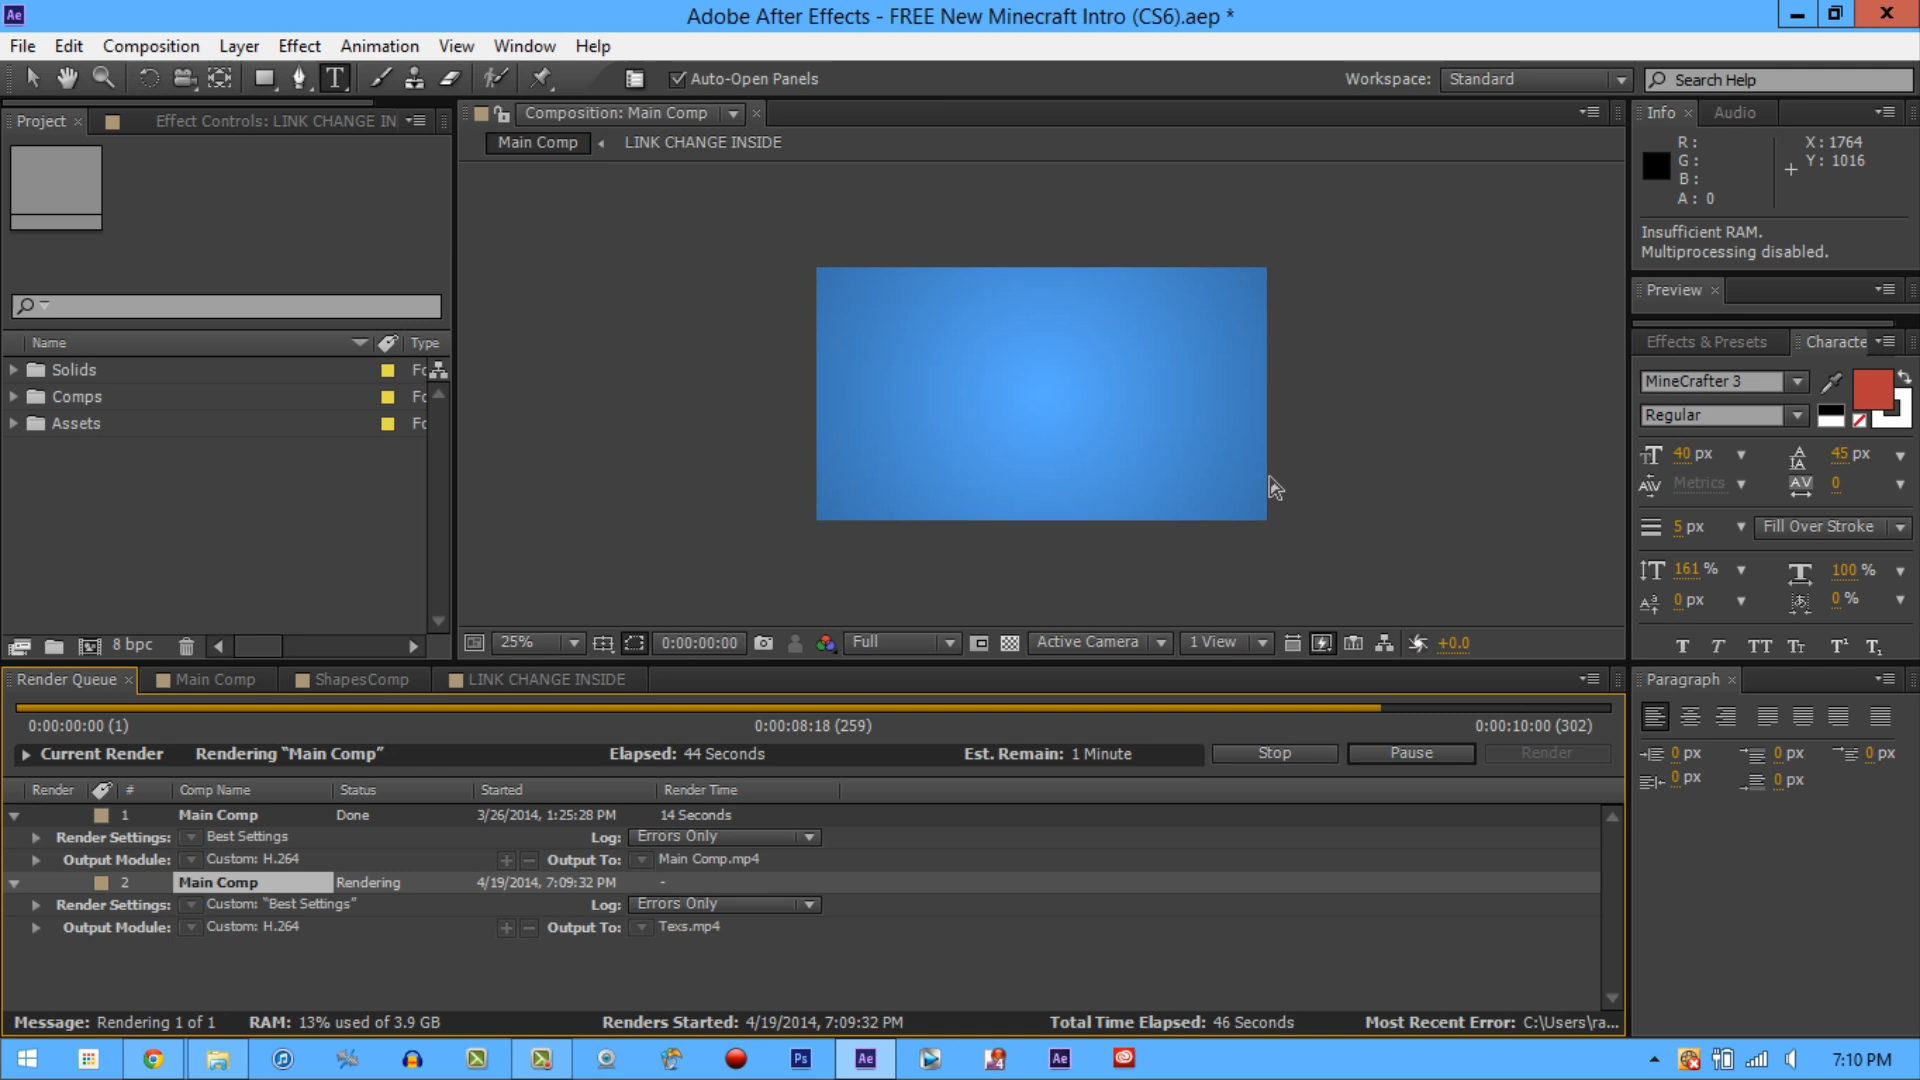 Ae
Adobe After Effects - FREE New Minecraft Intro (CS6).aep *
File Edit Composition Layer Effect Animation View Window Help
T Auto-Open Panels Workspace: Standard Search Help
Project Effect Controls: LINK CHANGE IN
Composition: Main Comp
Main Comp LINK CHANGE INSIDE
Info Audio
R:
G:
B:
A: 0
X: 1764
Y: 1016
Insufficient RAM.
Multiprocessing disabled.
Preview
Name Type
Solids Fo
Comps Fo
Assets Fo
Effects & Presets Characte
MineCrafter 3
Regular
40 px 45 px
Metrics 0
5 px Fill Over Stroke
161 % 100 %
0 px 0 %
T T TT Tt T¹ T₁
8 bpc
25% 0:00:00:00 Full Active Camera 1 View +0.0
Render Queue Main Comp ShapesComp LINK CHANGE INSIDE
0:00:00:00 (1) 0:00:08:18 (259) 0:00:10:00 (302)
Current Render Rendering “Main Comp” Elapsed: 44 Seconds Est. Remain: 1 Minute Stop Pause Render
Render # Comp Name Status Started Render Time
1 Main Comp Done 3/26/2014, 1:25:28 PM 14 Seconds
Render Settings: Best Settings Log: Errors Only
Output Module: Custom: H.264 + − Output To: Main Comp.mp4
2 Main Comp Rendering 4/19/2014, 7:09:32 PM -
Render Settings: Custom: “Best Settings” Log: Errors Only
Output Module: Custom: H.264 + − Output To: Texs.mp4
Message: Rendering 1 of 1 RAM: 13% used of 3.9 GB Renders Started: 4/19/2014, 7:09:32 PM Total Time Elapsed: 46 Seconds Most Recent Error: C:\Users\ra...
Paragraph
0 px 0 px 0 px
0 px 0 px
Ps Ae Ae 7:10 PM